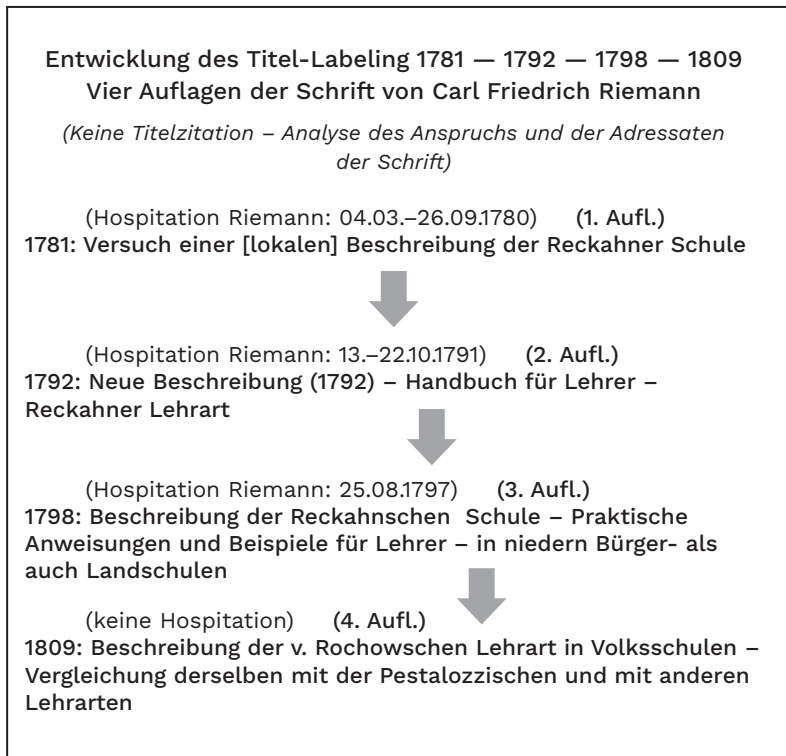 Entwicklung des Titel-Labeling 1781 — 1792 — 1798 — 1809
Vier Auflagen der Schrift von Carl Friedrich Riemann
(Keine Titelzitation – Analyse des Anspruchs und der Adressaten
der Schrift)
(Hospitation Riemann: 04.03.–26.09.1780) (1. Aufl.)
1781: Versuch einer [lokalen] Beschreibung der Reckahner Schule
(Hospitation Riemann: 13.–22.10.1791) (2. Aufl.)
1792: Neue Beschreibung (1792) – Handbuch für Lehrer –
Reckahner Lehrart
(Hospitation Riemann: 25.08.1797) (3. Aufl.)
1798: Beschreibung der Reckahnschen Schule – Praktische
Anweisungen und Beispiele für Lehrer – in niedern Bürger- als
auch Landschulen
(keine Hospitation) (4. Aufl.)
1809: Beschreibung der v. Rochowschen Lehrart in Volksschulen –
Vergleichung derselben mit der Pestalozzischen und mit anderen
Lehrarten